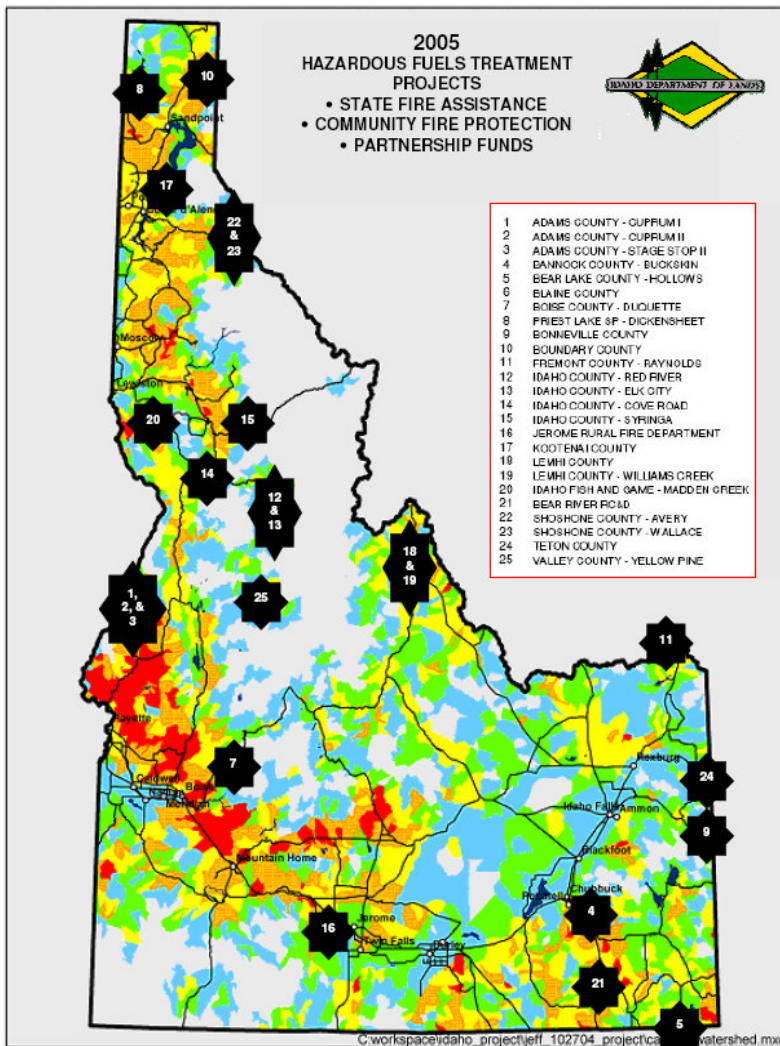 2005
HAZARDOUS FUELS TREATMENT
PROJECTS
• STATE FIRE ASSISTANCE
• COMMUNITY FIRE PROTECTION
• PARTNERSHIP FUNDS
IDAHO DEPARTMENT OF LANDS
1 ADAMS COUNTY - CUPRUM I
2 ADAMS COUNTY - CUPRUM II
3 ADAMS COUNTY - STAGE STOP II
4 BANNOCK COUNTY - BUCKSKIN
5 BEAR LAKE COUNTY - HOLLOWS
6 BLAINE COUNTY
7 BOISE COUNTY - DUQUETTE
8 PRIEST LAKE SP - DICKENSHEET
9 BONNEVILLE COUNTY
10 BOUNDARY COUNTY
11 FREMONT COUNTY - RAYNOLDS
12 IDAHO COUNTY - RED RIVER
13 IDAHO COUNTY - ELK CITY
14 IDAHO COUNTY - COVE ROAD
15 IDAHO COUNTY - SYRINGA
16 JEROME RURAL FIRE DEPARTMENT
17 KOOTENAI COUNTY
18 LEMHI COUNTY
19 LEMHI COUNTY - WILLIAMS CREEK
20 IDAHO FISH AND GAME - MADDEN CREEK
21 BEAR RIVER RC&D
22 SHOSHONE COUNTY - AVERY
23 SHOSHONE COUNTY - WALLACE
24 TETON COUNTY
25 VALLEY COUNTY - YELLOW PINE
10
8
Sandpoint
17
d'Alene
22
&
23
Moscow
Lewiston
20
15
14
12
&
13
18
&
19
25
1,
2, &
3
11
Payette
7
Caldwell
Boise
Meridian
Rexburg
24
Idaho Falls
Ammon
9
Mountain Home
Blackfoot
Pocatello
Chubbuck
4
16
Jerome
Twin Falls
Burley
21
5
C:workspace\idaho_project\jeff_102704_project\ca watershed.mx